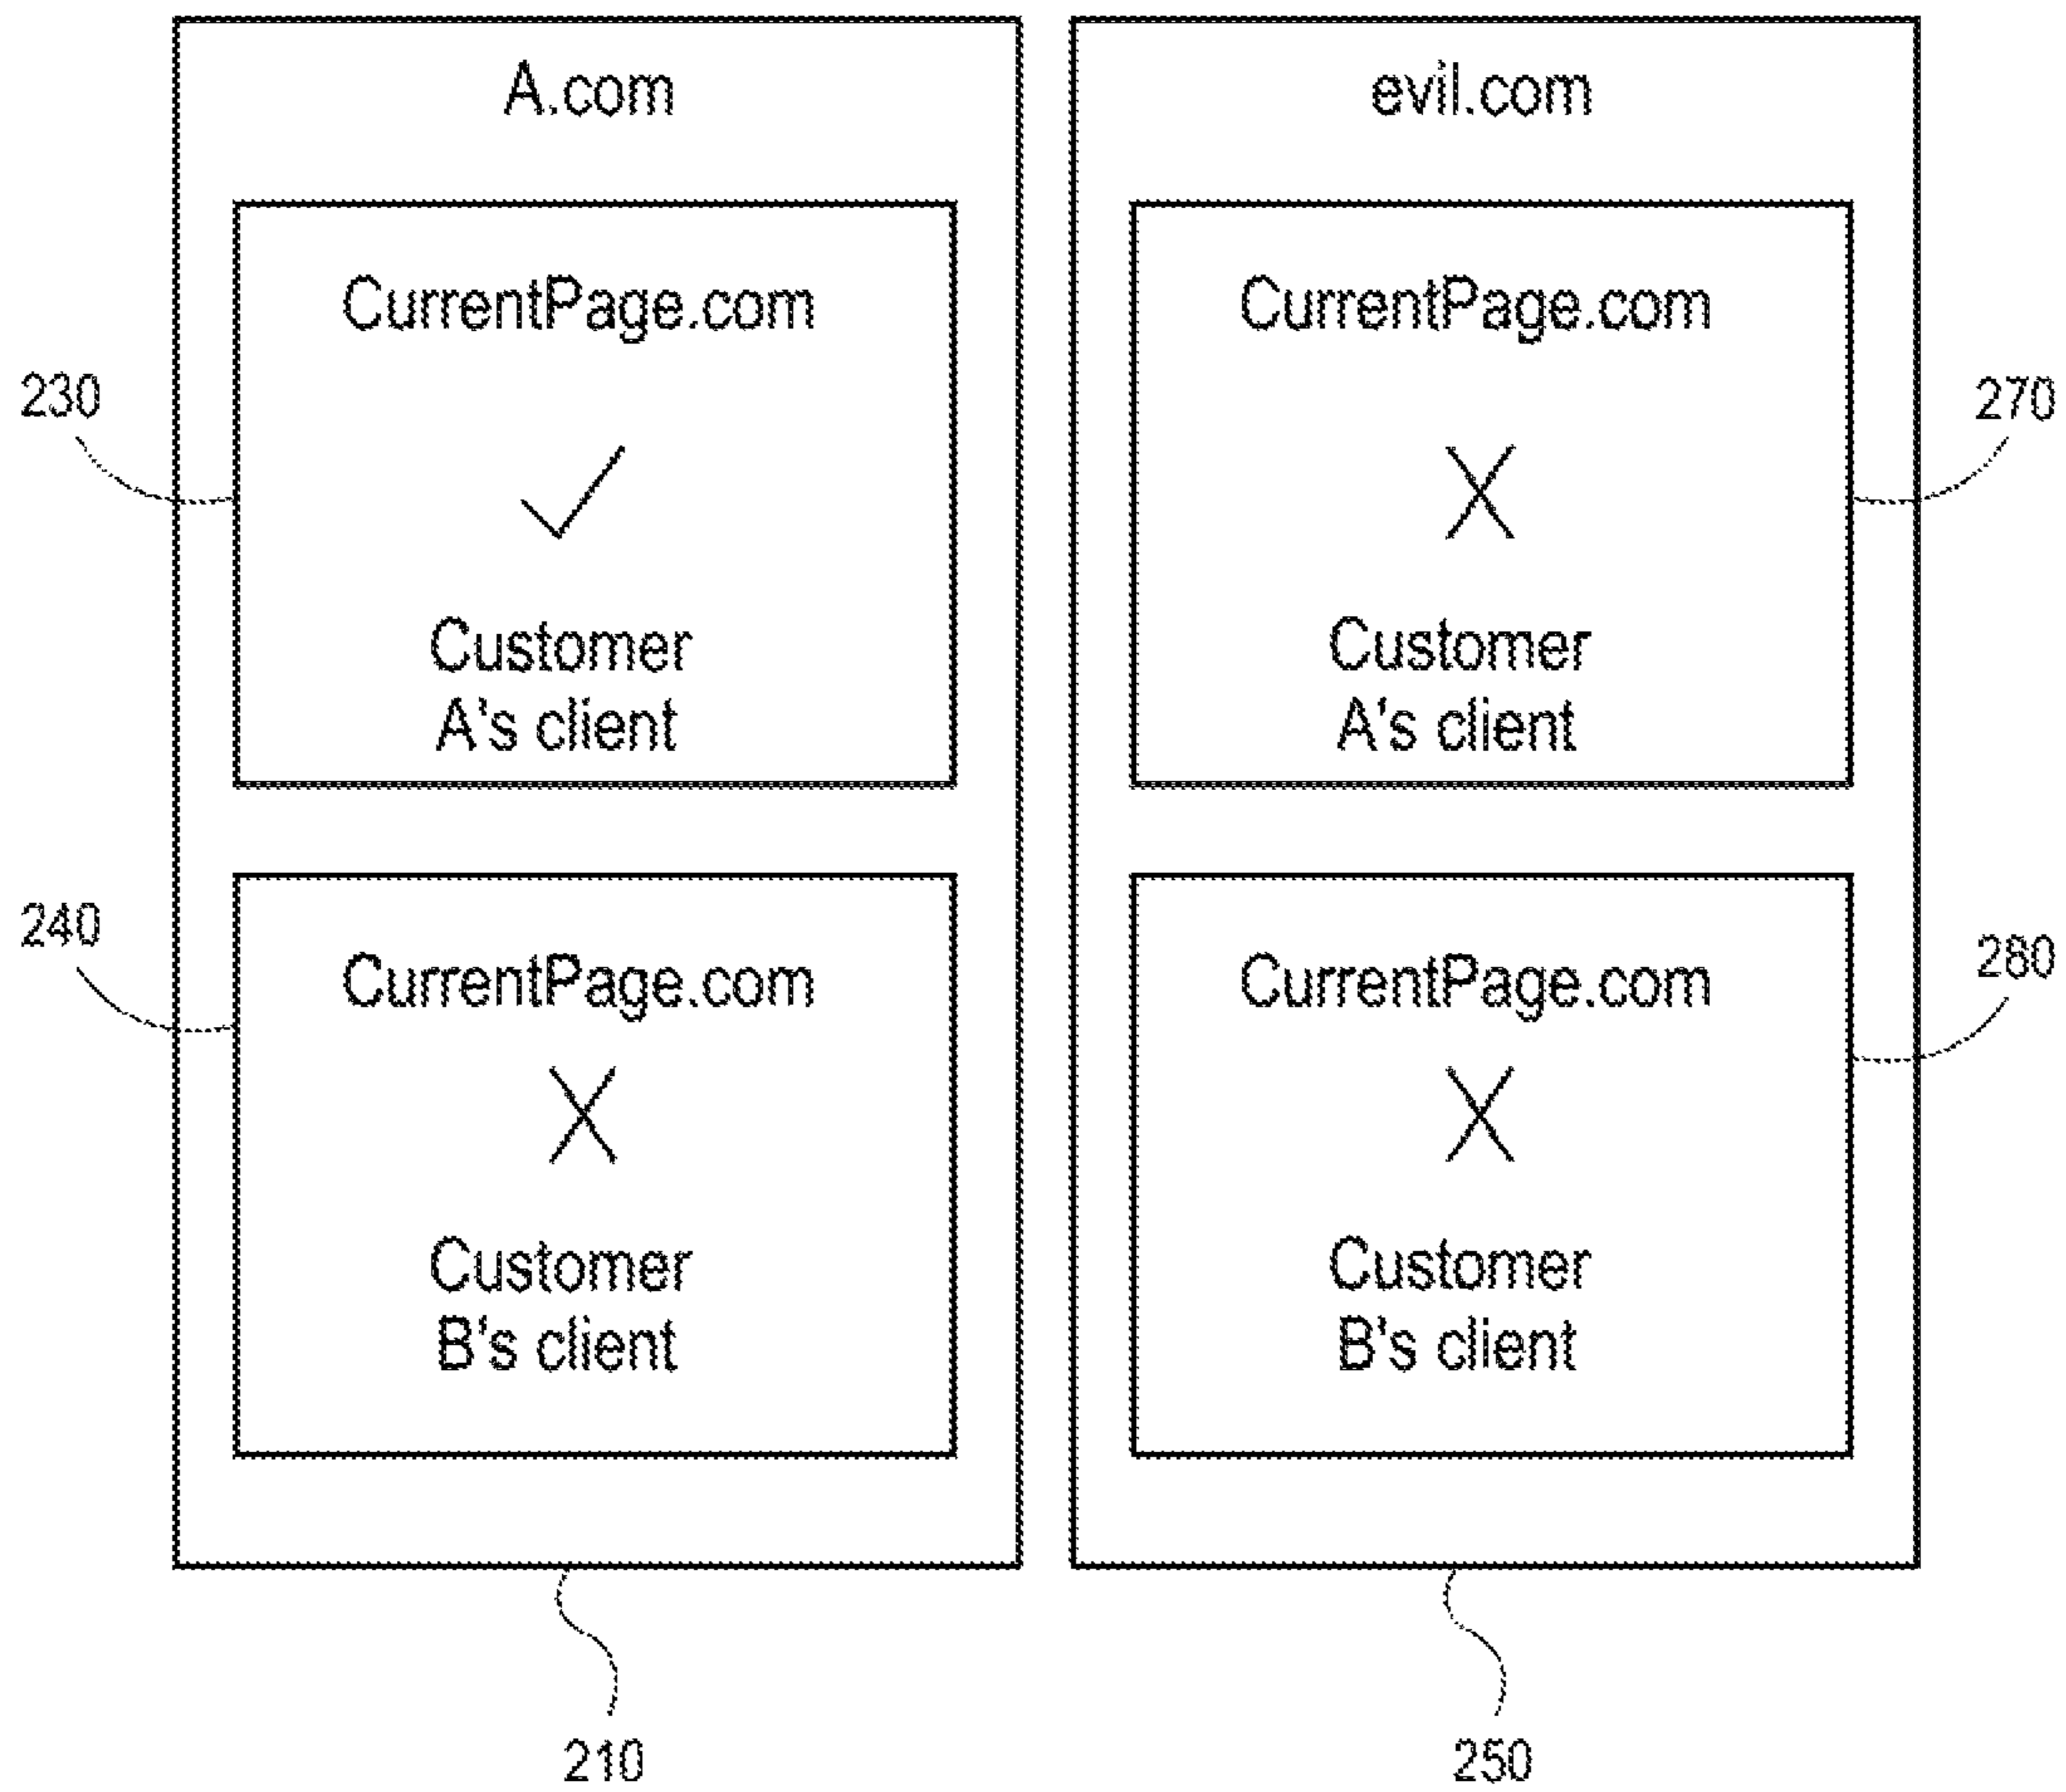 A.com
CurrentPage.com
230
Customer
A's client
240
CurrentPage.com
Customer
B's client
210
evil.com
CurrentPage.com
270
Customer
A's client
CurrentPage.com
280
Customer
B's client
250